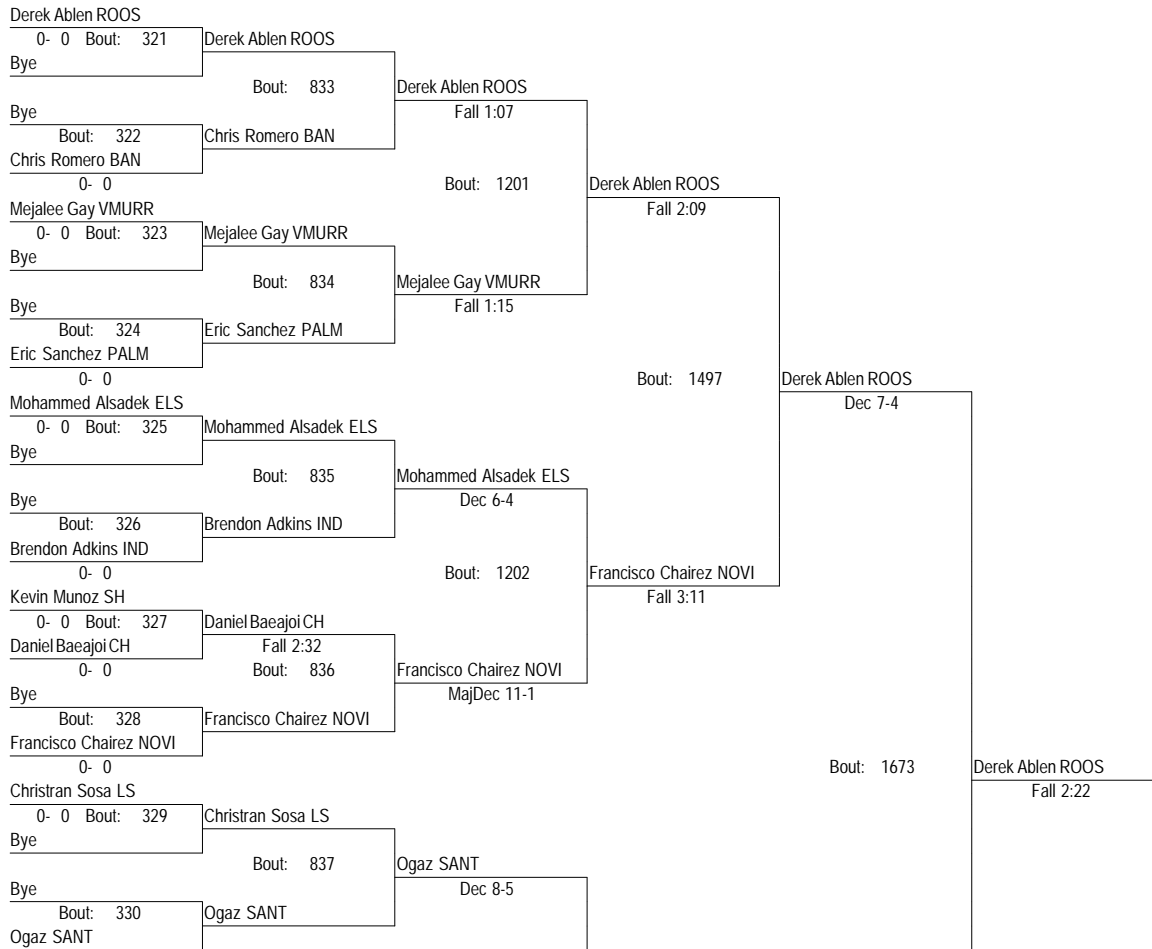 Derek Ablen ROOS
0- 0 Bout: 321 Derek Ablen ROOS
Bye
Bout: 833 Derek Ablen ROOS
Bye Fall 1:07
Bout: 322 Chris Romero BAN
Chris Romero BAN
0- 0 Bout: 1201 Derek Ablen ROOS
Mejalee Gay VMURR Fall 2:09
0- 0 Bout: 323 Mejalee Gay VMURR
Bye
Bout: 834 Mejalee Gay VMURR
Bye Fall 1:15
Bout: 324 Eric Sanchez PALM
Eric Sanchez PALM
0- 0 Bout: 1497 Derek Ablen ROOS
Mohammed Alsadek ELS Dec 7-4
0- 0 Bout: 325 Mohammed Alsadek ELS
Bye
Bout: 835 Mohammed Alsadek ELS
Bye Dec 6-4
Bout: 326 Brendon Adkins IND
Brendon Adkins IND
0- 0 Bout: 1202 Francisco Chairez NOVI
Kevin Munoz SH Fall 3:11
0- 0 Bout: 327 Daniel Baeajoi CH
Daniel Baeajoi CH Fall 2:32
0- 0 Bout: 836 Francisco Chairez NOVI
Bye MajDec 11-1
Bout: 328 Francisco Chairez NOVI
Francisco Chairez NOVI
0- 0 Bout: 1673 Derek Ablen ROOS
Christran Sosa LS Fall 2:22
0- 0 Bout: 329 Christran Sosa LS
Bye
Bout: 837 Ogaz SANT
Bye Dec 8-5
Bout: 330 Ogaz SANT
Ogaz SANT